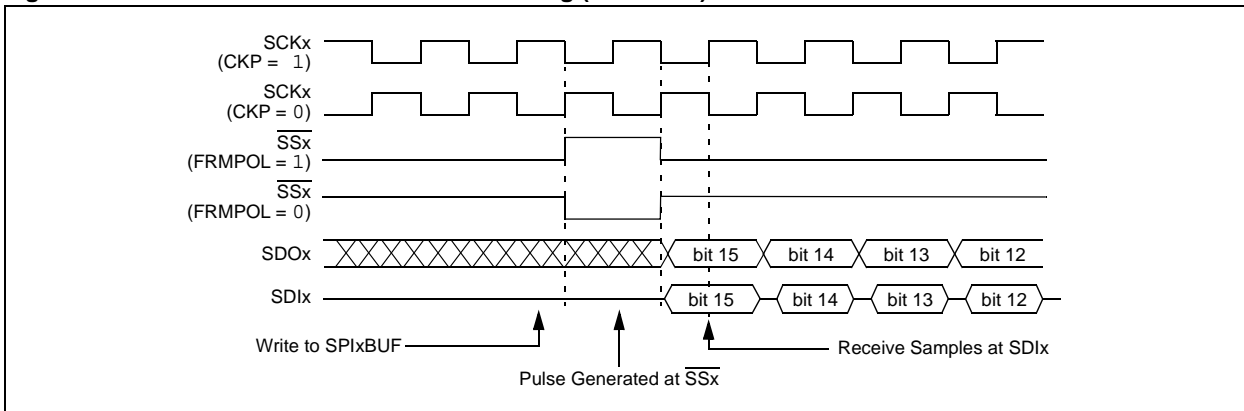 SCKx
(CKP = 1)
SCKx
(CKP = 0)
SSx
(FRMPOL = 1)
SSx
(FRMPOL = 0)
SDOx bit 15 bit 14 bit 13 bit 12
SDIx bit 15 bit 14 bit 13 bit 12
Write to SPIxBUF Receive Samples at SDIx
Pulse Generated at SSx